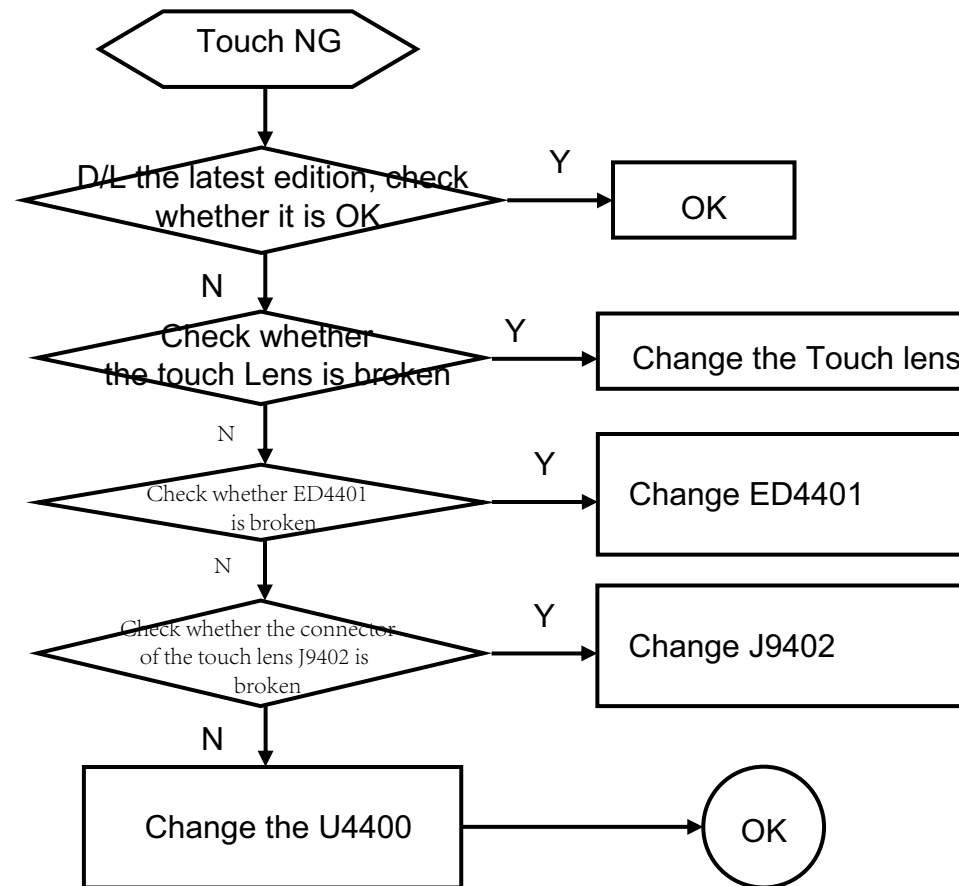 Touch NG
D/L the latest edition, check
whether it is OK
Y
OK
N
Check whether
the touch Lens is broken
Y
Change the Touch lens
N
Check whether ED4401
is broken
Y
Change ED4401
N
Check whether the connector
of the touch lens J9402 is
broken
Y
Change J9402
N
Change the U4400
OK